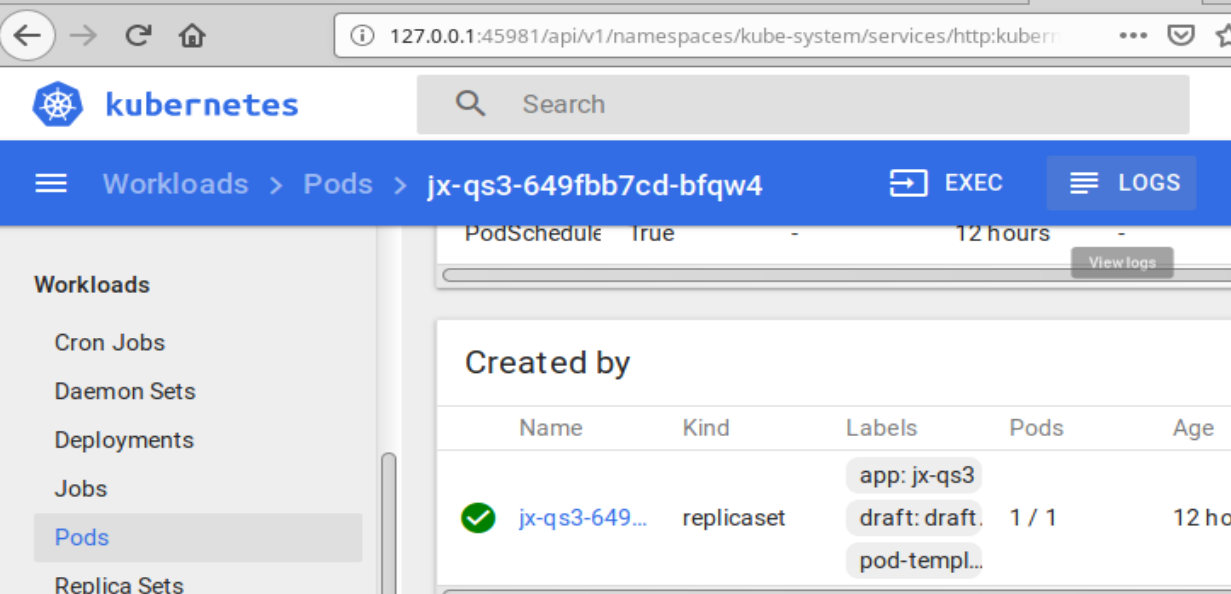 127.0.0.1:45981/api/v1/namespaces/kube-system/services/http:kubern
kubernetes
Search
Workloads > Pods > jx-qs3-649fbb7cd-bfqw4
EXEC
LOGS
PodSchedule True - 12 hours -
View logs
Workloads
Cron Jobs
Daemon Sets
Deployments
Jobs
Pods
Replica Sets
Created by
Name Kind Labels Pods Age
jx-qs3-649... replicaset
app: jx-qs3
draft: draft.
pod-templ...
1 / 1
12 ho